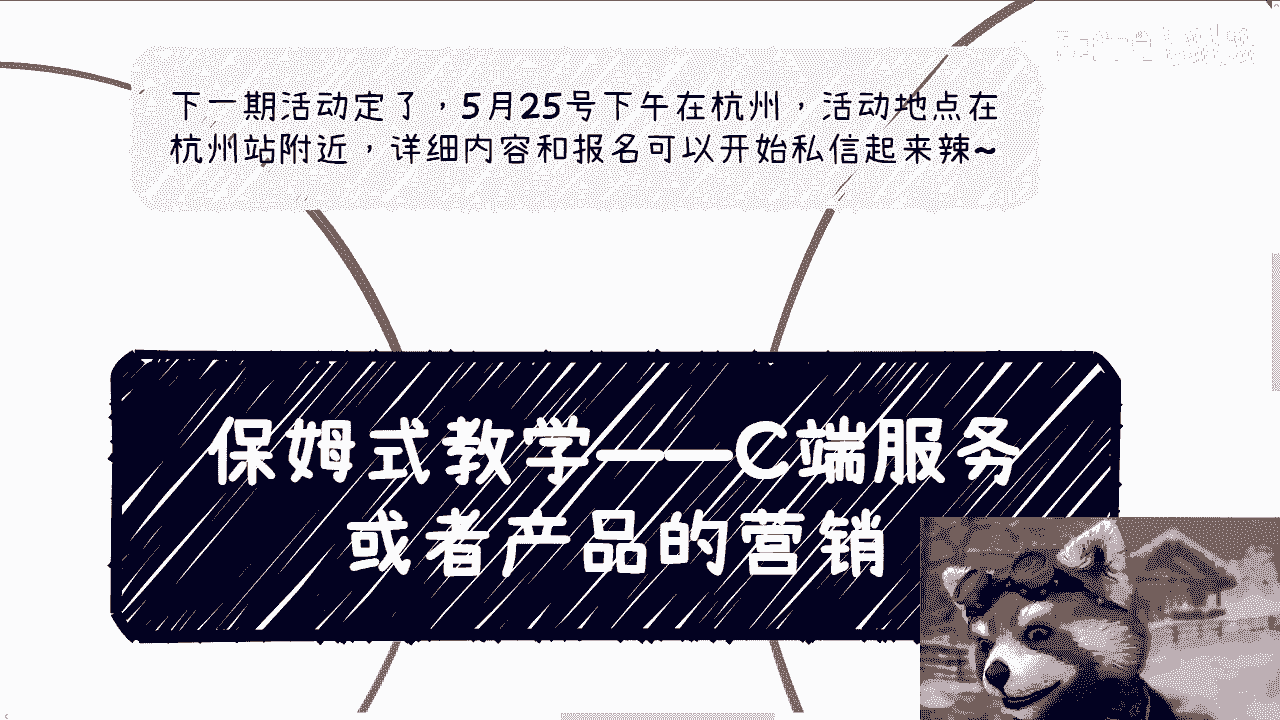 下一期活动定了，5月25号下午在杭州，活动地点在
杭州站附近，详细内容和报名可以开始私信起来辣~
保姆式教学——C端服务
或者产品的营销